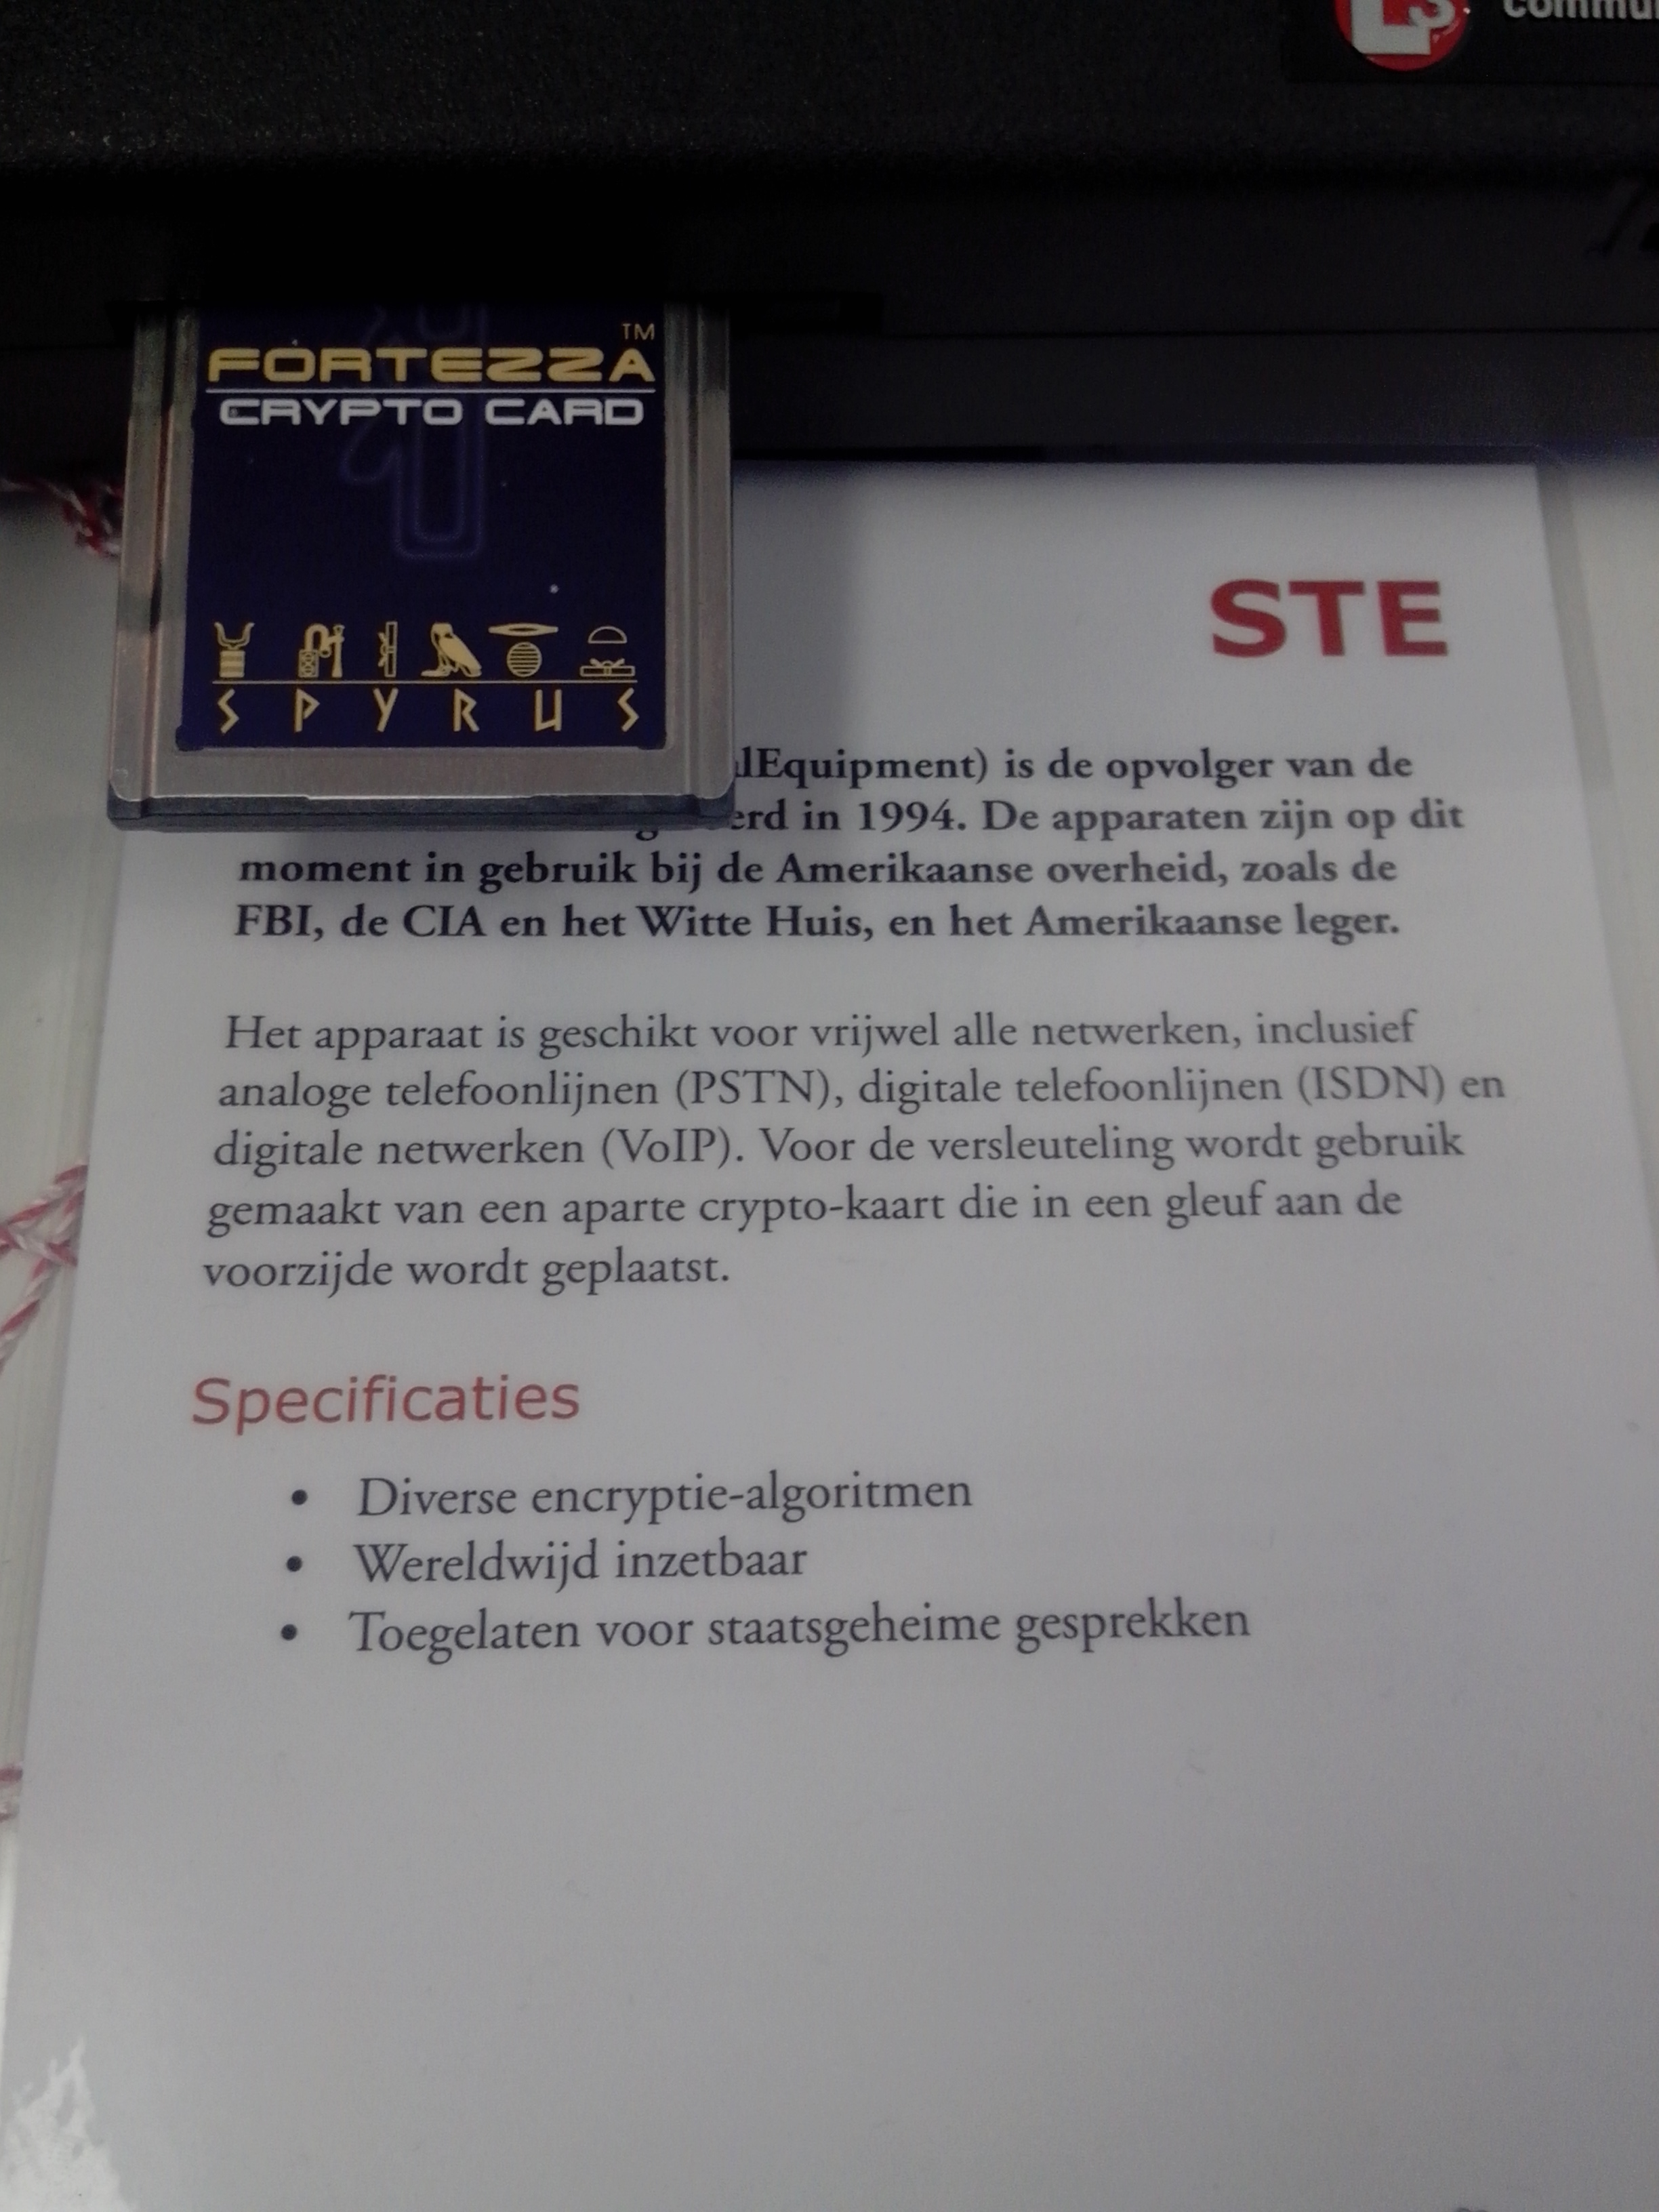 L3
commu
TM
FORTEZZA
CRYPTO CARD
SPYRUS
STE
lEquipment) is de opvolger van de
erd in 1994. De apparaten zijn op dit
moment in gebruik bij de Amerikaanse overheid, zoals de
FBI, de CIA en het Witte Huis, en het Amerikaanse leger.
Het apparaat is geschikt voor vrijwel alle netwerken, inclusief
analoge telefoonlijnen (PSTN), digitale telefoonlijnen (ISDN) en
digitale netwerken (VoIP). Voor de versleuteling wordt gebruik
gemaakt van een aparte crypto-kaart die in een gleuf aan de
voorzijde wordt geplaatst.
Specificaties
• Diverse encryptie-algoritmen
• Wereldwijd inzetbaar
• Toegelaten voor staatsgeheime gesprekken